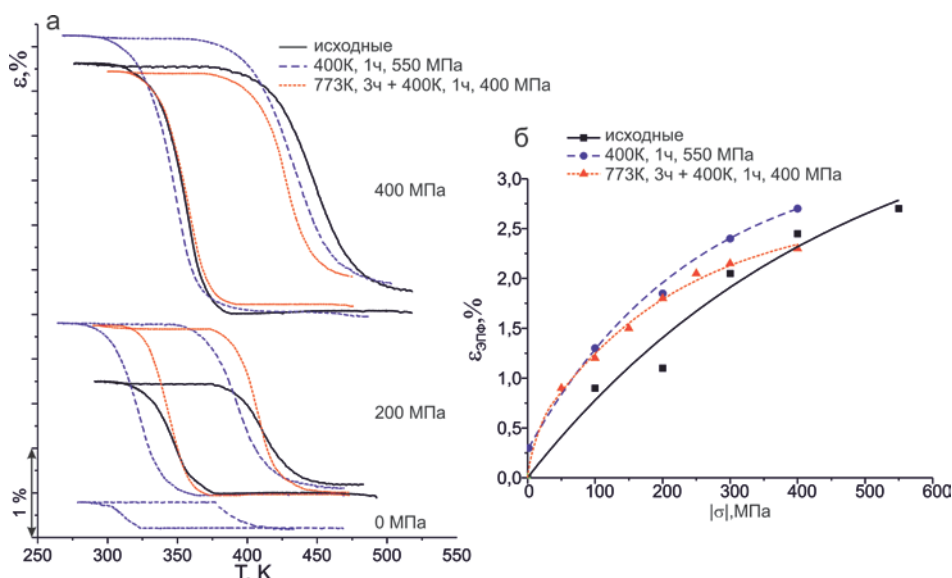 а
ε,%
исходные
400К, 1ч, 550 МПа
773К, 3ч + 400К, 1ч, 400 МПа
400 МПа
200 МПа
0 МПа
1 %
250 300 350 400 450 500 550
T, K
б
исходные
400К, 1ч, 550 МПа
773К, 3ч + 400К, 1ч, 400 МПа
3,0
2,5
2,0
1,5
1,0
0,5
0,0
εЭПФ,%
0 100 200 300 400 500 600
|σ|,МПа